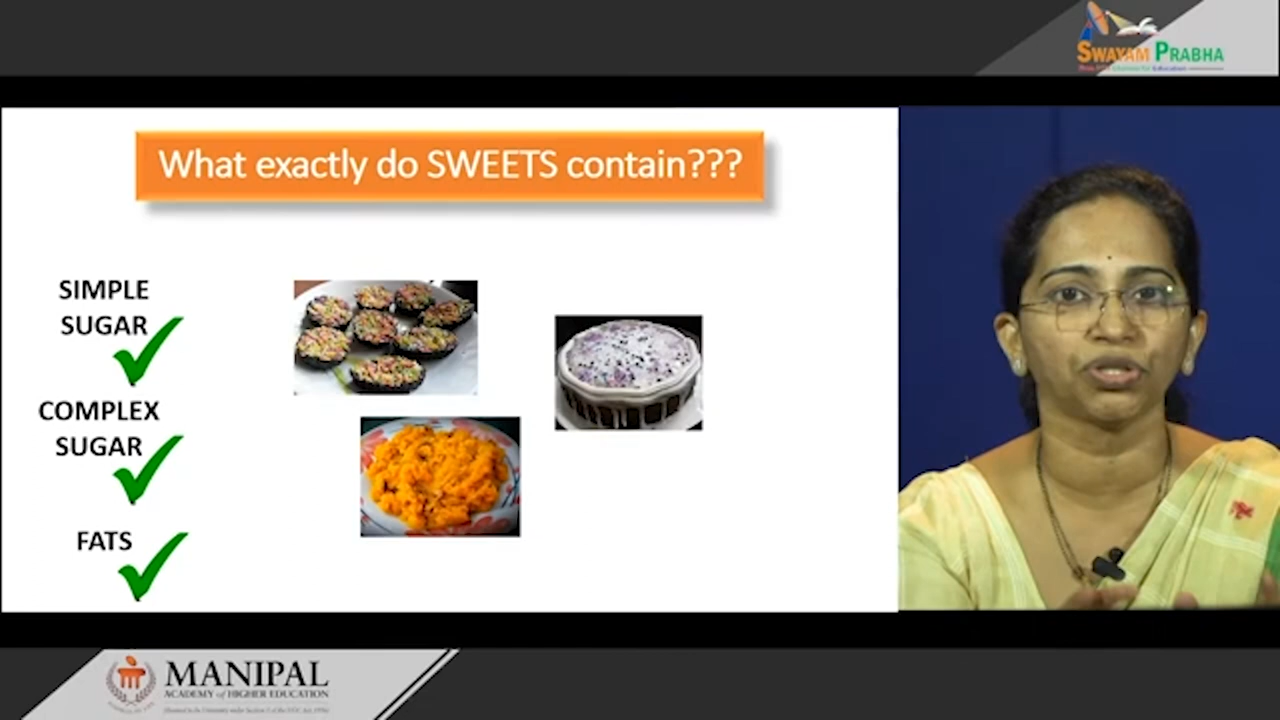 SWAYAM PRABHA
What exactly do SWEETS contain???
SIMPLE
SUGAR
COMPLEX
SUGAR
FATS
MANIPAL
ACADEMY of HIGHER EDUCATION